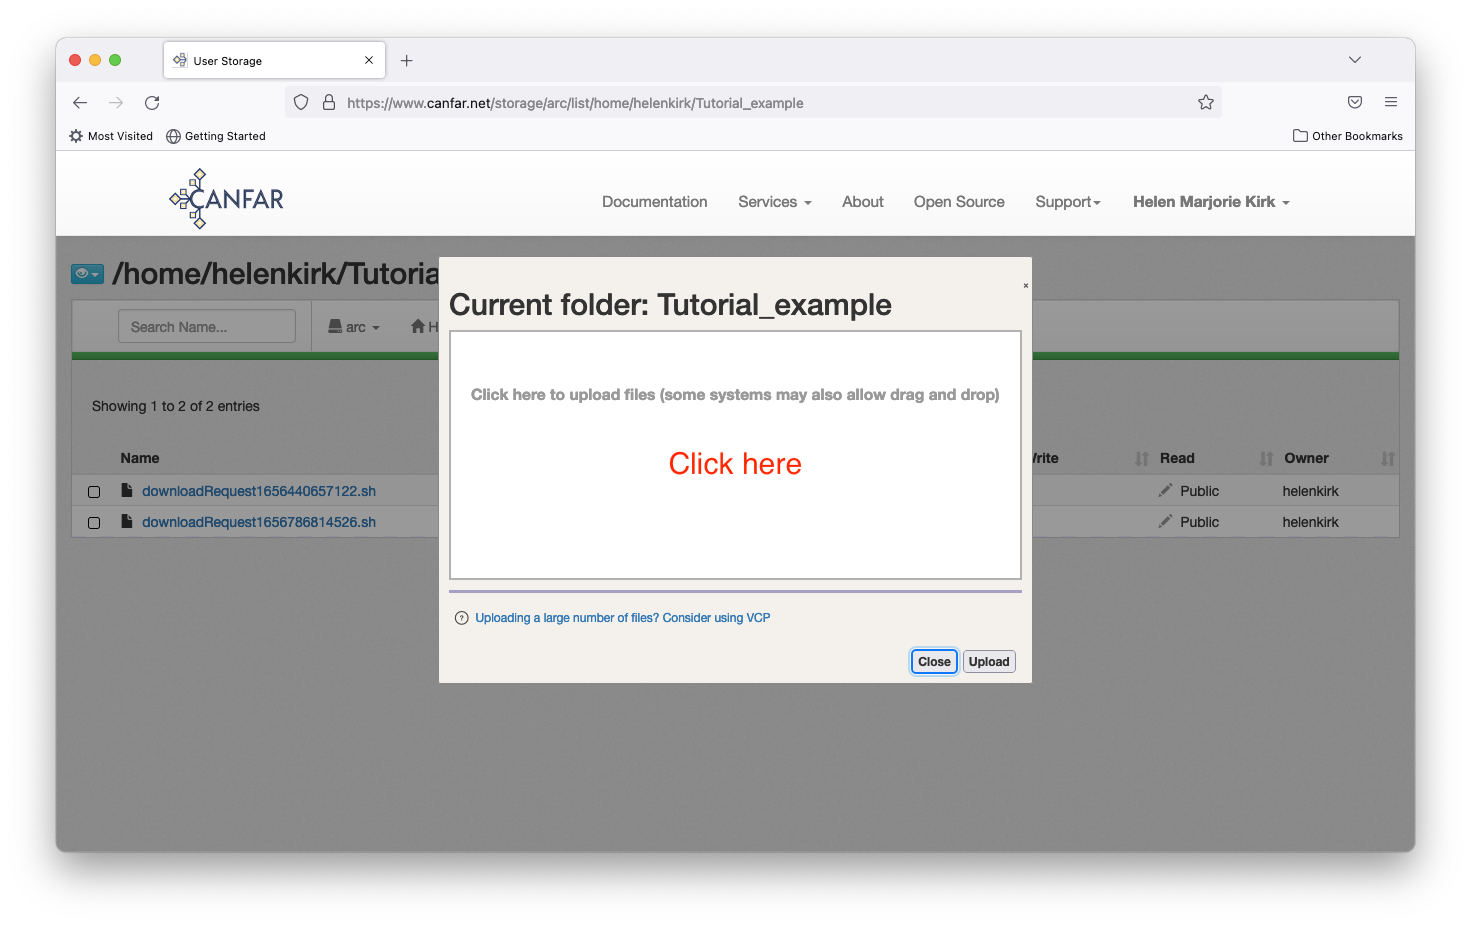 User Storage
https://www.canfar.net/storage/arc/list/home/helenkirk/Tutorial_example
Most Visited Getting Started Other Bookmarks
CANFAR
Documentation Services About Open Source Support Helen Marjorie Kirk
/home/helenkirk/Tutoria
Search Name... arc H
Showing 1 to 2 of 2 entries
Name Write Read Owner
downloadRequest1656440657122.sh Public helenkirk
downloadRequest1656786814526.sh Public helenkirk
Current folder: Tutorial_example
Click here to upload files (some systems may also allow drag and drop)
Click here
Uploading a large number of files? Consider using VCP
Close Upload